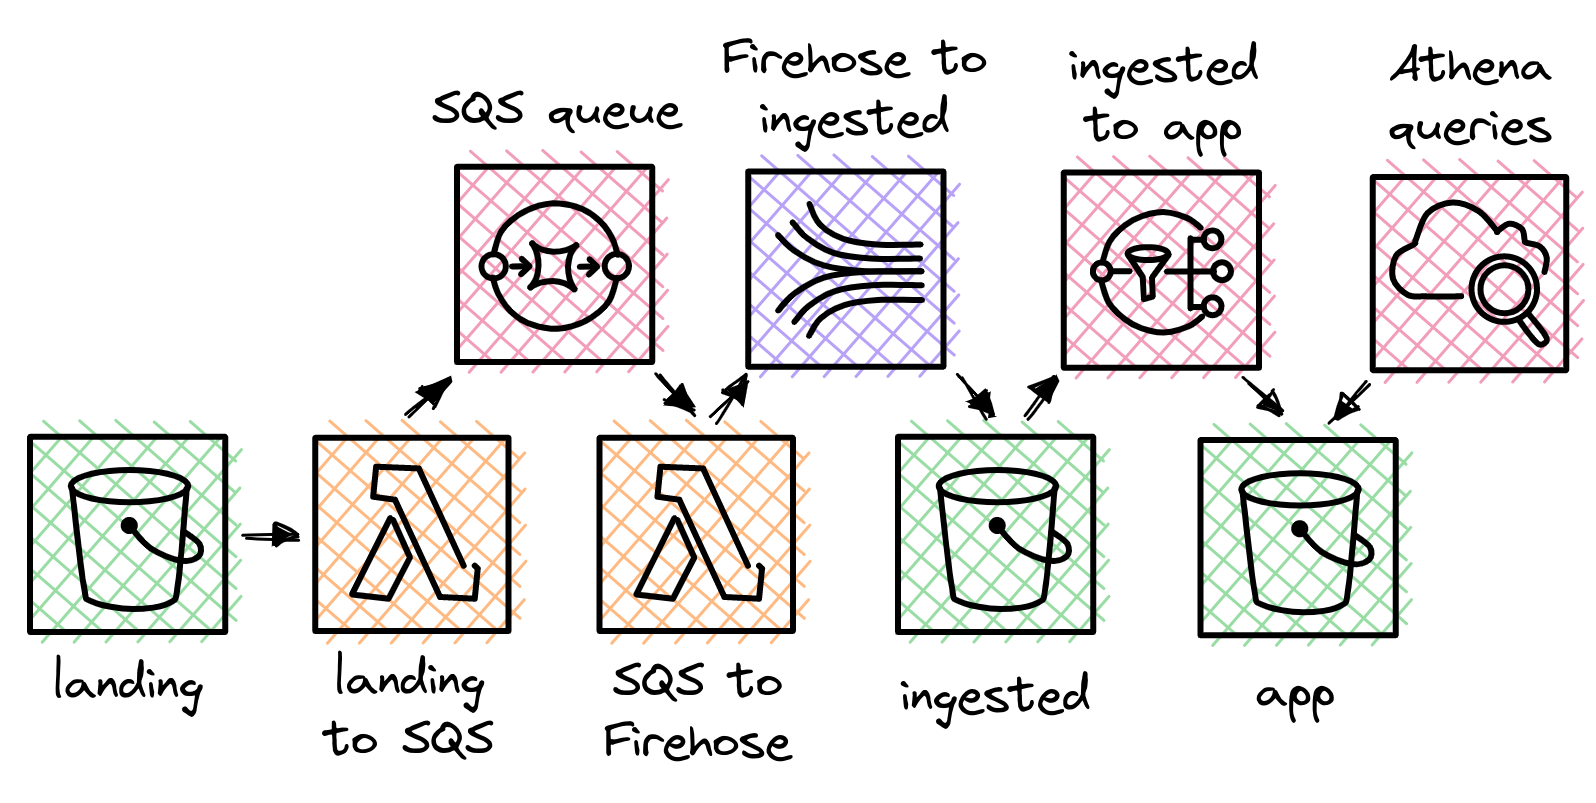 SQS queue
Firehose to
ingested
ingested
to app
Athena
queries
landing
landing
to SQS
SQS to
Firehose
ingested
app